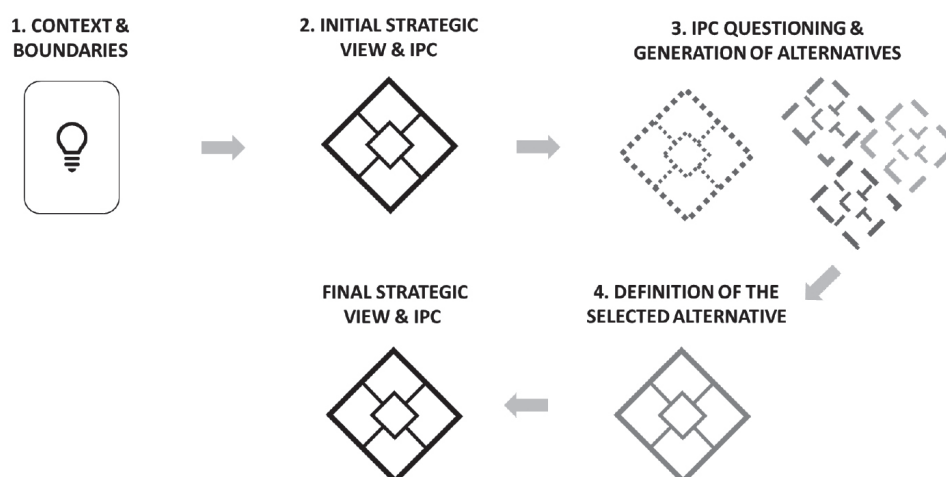 1. CONTEXT &
BOUNDARIES
2. INITIAL STRATEGIC
VIEW & IPC
3. IPC QUESTIONING &
GENERATION OF ALTERNATIVES
FINAL STRATEGIC
VIEW & IPC
4. DEFINITION OF THE
SELECTED ALTERNATIVE